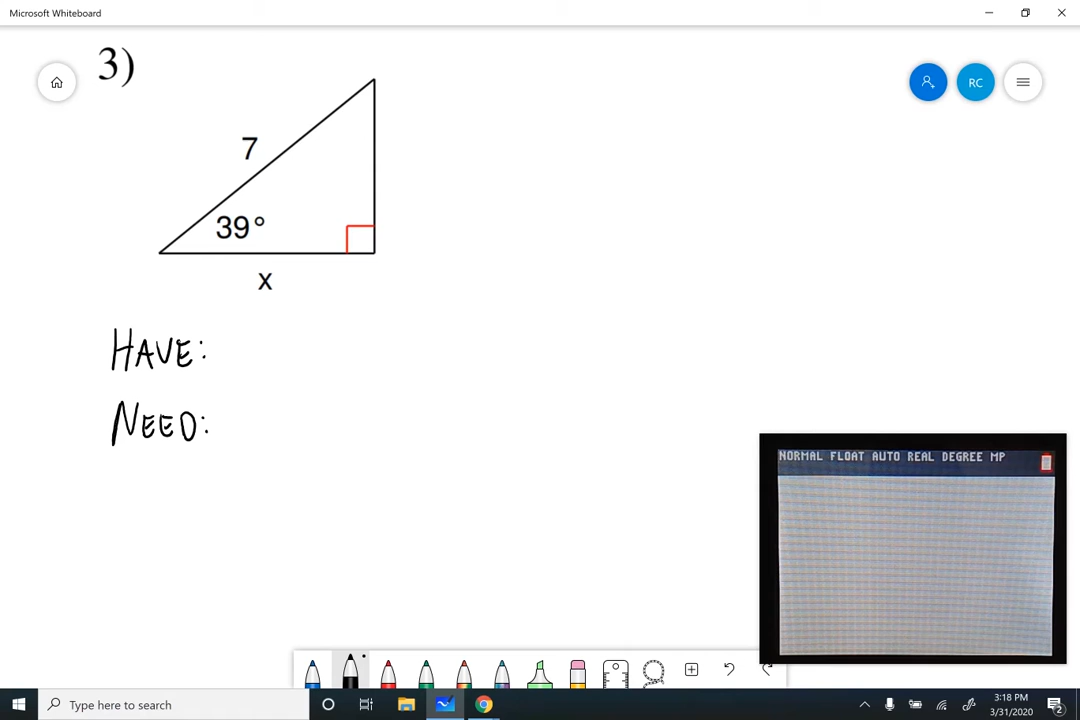 Microsoft Whiteboard
3)
RC
7
39°
x
HAVE:
NEED:
NORMAL FLOAT AUTO REAL DEGREE MP
Type here to search
3:18 PM
3/31/2020
2